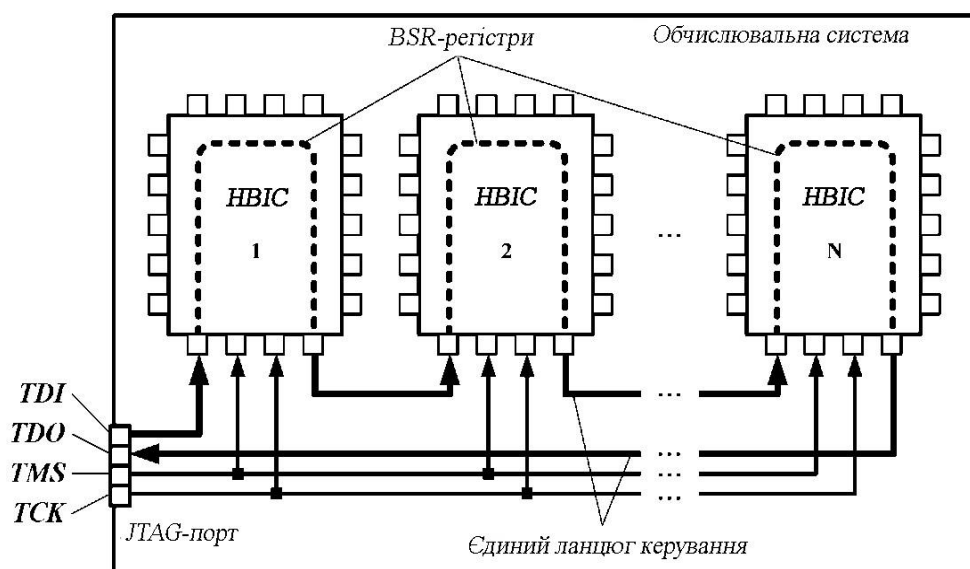 BSR-регістри
Обчислювальна система
НВІС
1
НВІС
2
...
НВІС
N
TDI
TDO
TMS
TCK
...
...
...
...
JTAG-порт
Єдиний ланцюг керування